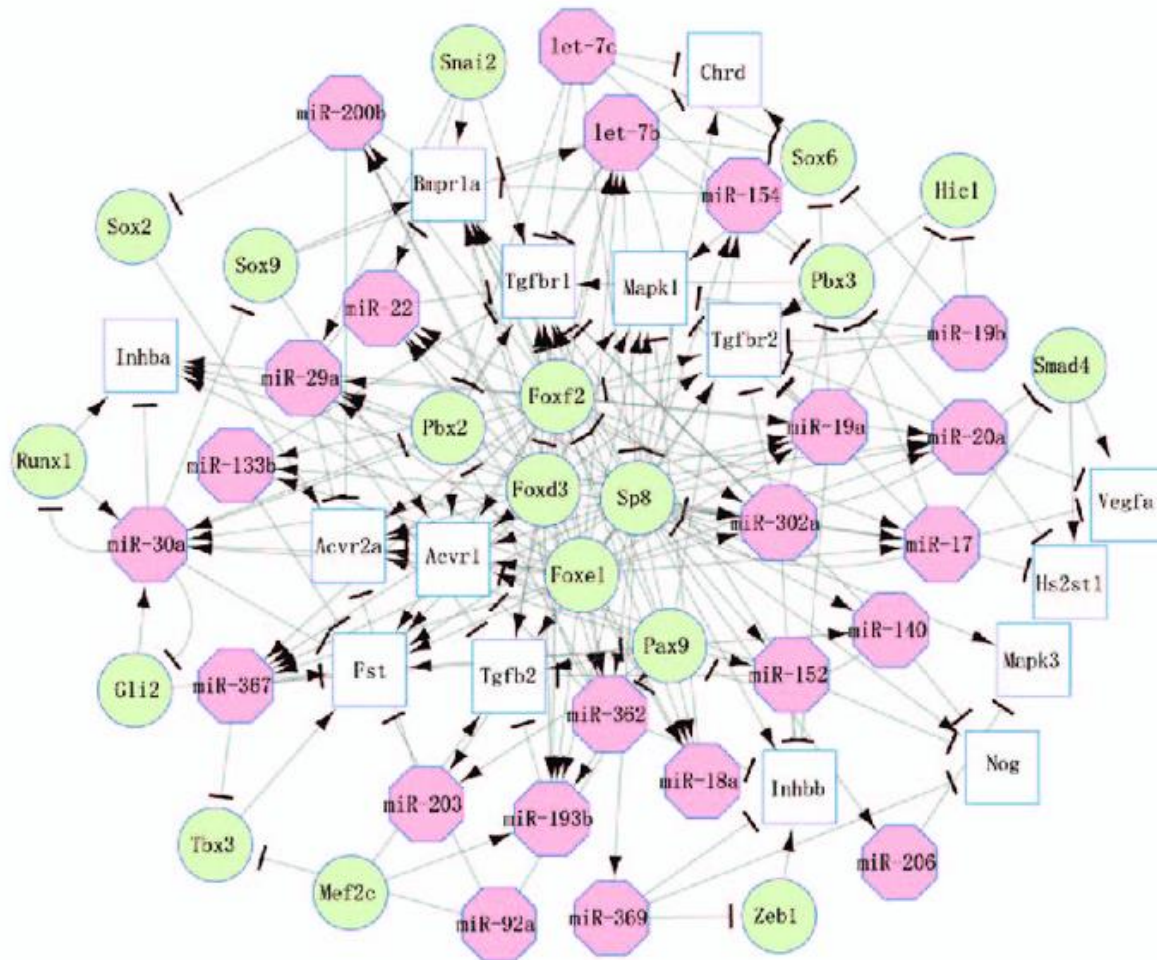 let-7c
Snai2
Chrd
miR-200b
let-7b
Sox6
Bmpr1a
miR-154
Hic1
Sox2
Sox9
Tgfbr1
Mapk1
Pbx3
miR-22
Tgfbr2
miR-19b
Inhba
Smad4
miR-29a
Foxf2
Pbx2
miR-19a
miR-20a
Runx1
miR-133b
Foxd3
Sp8
Vegfa
miR-30a
Acvr2a
Acvr1
miR-302a
miR-17
Foxe1
Hs2st1
miR-140
Pax9
Mapk3
Gli2
miR-367
Fst
Tgfb2
miR-152
miR-362
Nog
miR-18a
Inhbb
miR-203
miR-193b
Tbx3
miR-206
Mef2c
miR-92a
miR-369
Zeb1